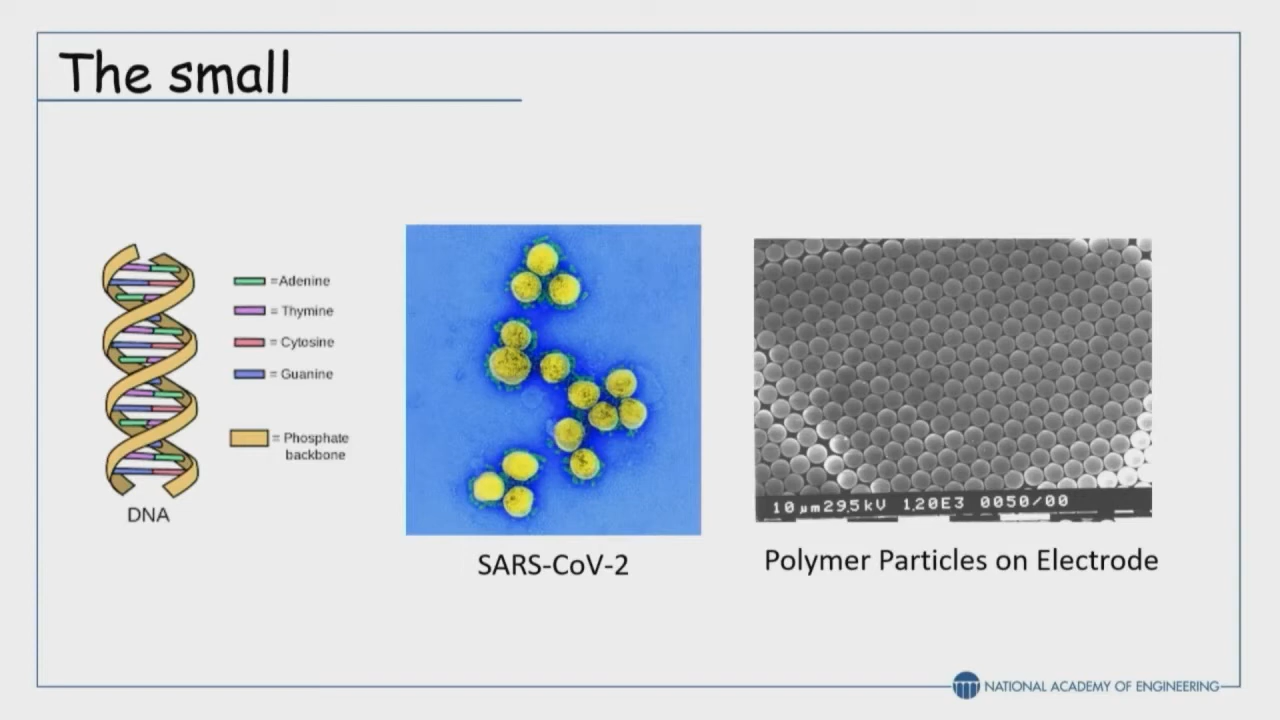 The small
=Adenine
= Thymine
= Cytosine
= Guanine
= Phosphate
backbone
DNA
SARS-CoV-2
10µm29.5kV 1.20E3 0050/00
Polymer Particles on Electrode
NATIONAL ACADEMY OF ENGINEERING